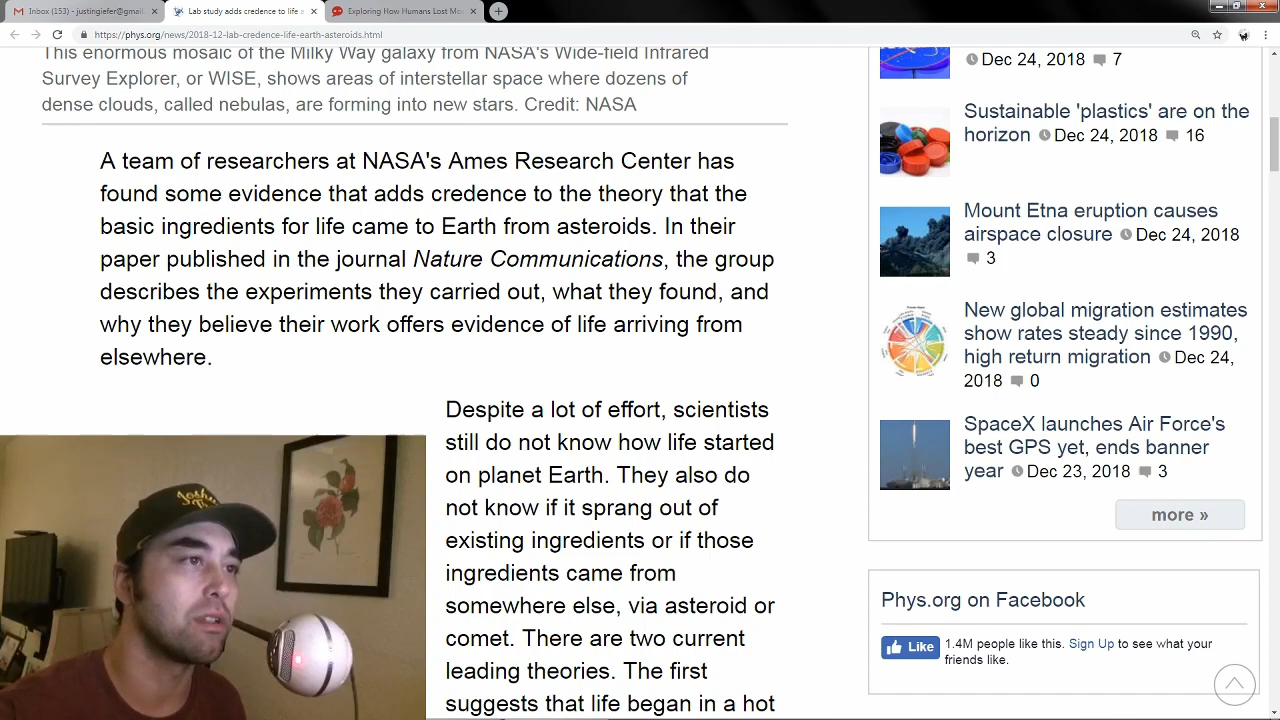 Inbox (153) - justingiefer@gmail
Lab study adds credence to life
Exploring How Humans Lost Mo
https://phys.org/news/2018-12-lab-credence-life-earth-asteroids.html
This enormous mosaic of the Milky Way galaxy from NASA's Wide-field Infrared
Survey Explorer, or WISE, shows areas of interstellar space where dozens of
dense clouds, called nebulas, are forming into new stars. Credit: NASA
A team of researchers at NASA's Ames Research Center has
found some evidence that adds credence to the theory that the
basic ingredients for life came to Earth from asteroids. In their
paper published in the journal Nature Communications, the group
describes the experiments they carried out, what they found, and
why they believe their work offers evidence of life arriving from
elsewhere.
Despite a lot of effort, scientists
still do not know how life started
on planet Earth. They also do
not know if it sprang out of
existing ingredients or if those
ingredients came from
somewhere else, via asteroid or
comet. There are two current
leading theories. The first
suggests that life began in a hot
Dec 24, 2018 7
Sustainable 'plastics' are on the
horizon Dec 24, 2018 16
Mount Etna eruption causes
airspace closure Dec 24, 2018
3
New global migration estimates
show rates steady since 1990,
high return migration Dec 24,
2018 0
SpaceX launches Air Force's
best GPS yet, ends banner
year Dec 23, 2018 3
more »
Phys.org on Facebook
Like 1.4M people like this. Sign Up to see what your
friends like.